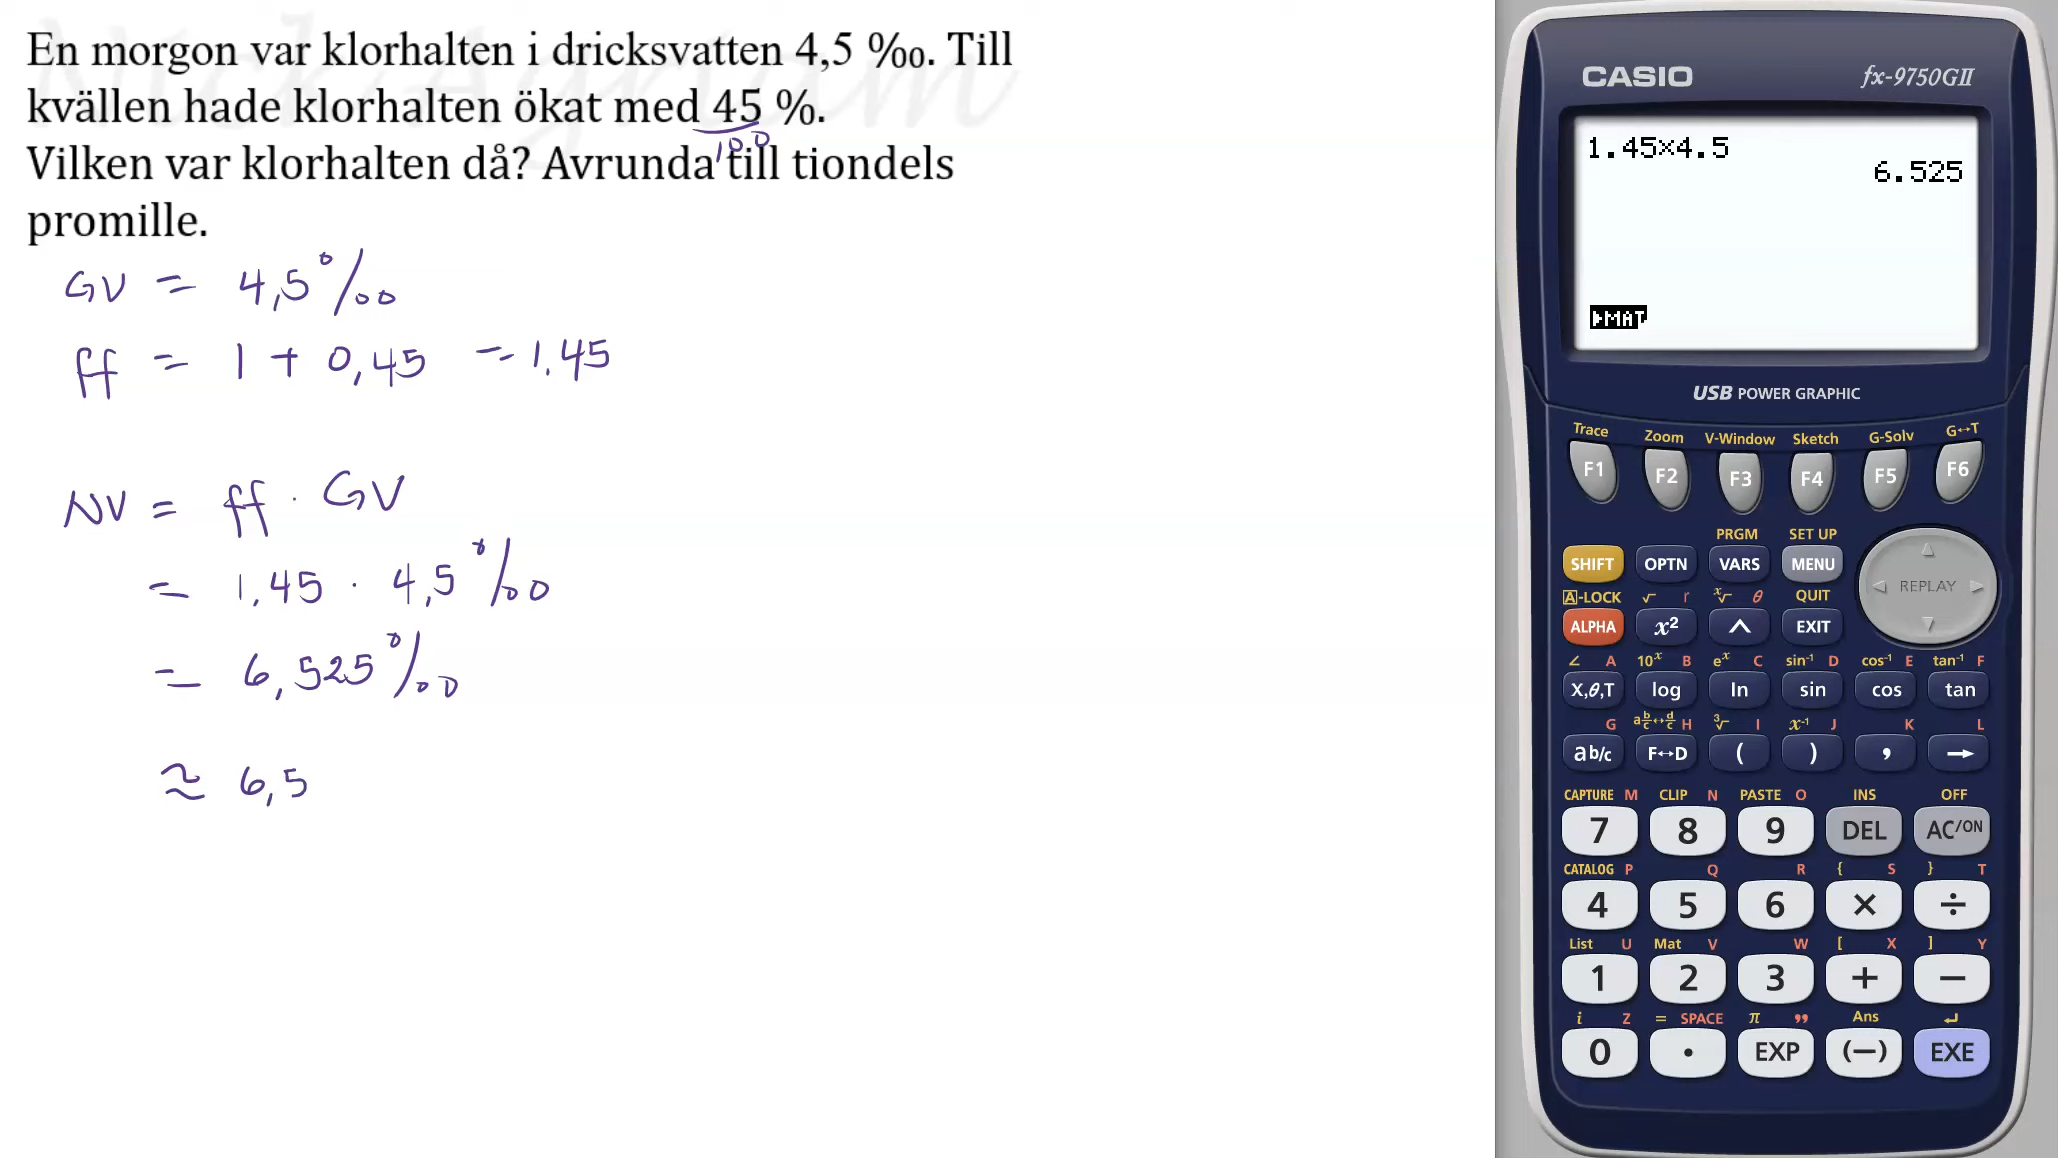 En morgon var klorhalten i dricksvatten 4,5 ‰. Till
kvällen hade klorhalten ökat med 45 %.
100
Vilken var klorhalten då? Avrunda till tiondels
promille.
GV = 4,5 ‰
ff = 1 + 0,45 = 1.45
NV = ff · GV
= 1,45 · 4,5 ‰
= 6,525 ‰
≈ 6,5
CASIO fx-9750GII
1.45×4.5
6.525
▶MAT
USB POWER GRAPHIC
Trace Zoom V-Window Sketch G-Solv G↔T
F1 F2 F3 F4 F5 F6
PRGM SET UP
SHIFT OPTN VARS MENU
REPLAY
A-LOCK √ r ˣ√ θ QUIT
ALPHA x² ^ EXIT
∠ A 10ˣ B eˣ C sin⁻¹ D cos⁻¹ E tan⁻¹ F
X,θ,T log ln sin cos tan
G a b/c↔d/c H ³√ I x⁻¹ J K L
ab/c F↔D ( ) , →
CAPTURE M CLIP N PASTE O INS OFF
7 8 9 DEL AC/ON
CATALOG P Q R { S } T
4 5 6 × ÷
List U Mat V W [ X ] Y
1 2 3 + −
i Z = SPACE π " Ans ↵
0 . EXP (−) EXE